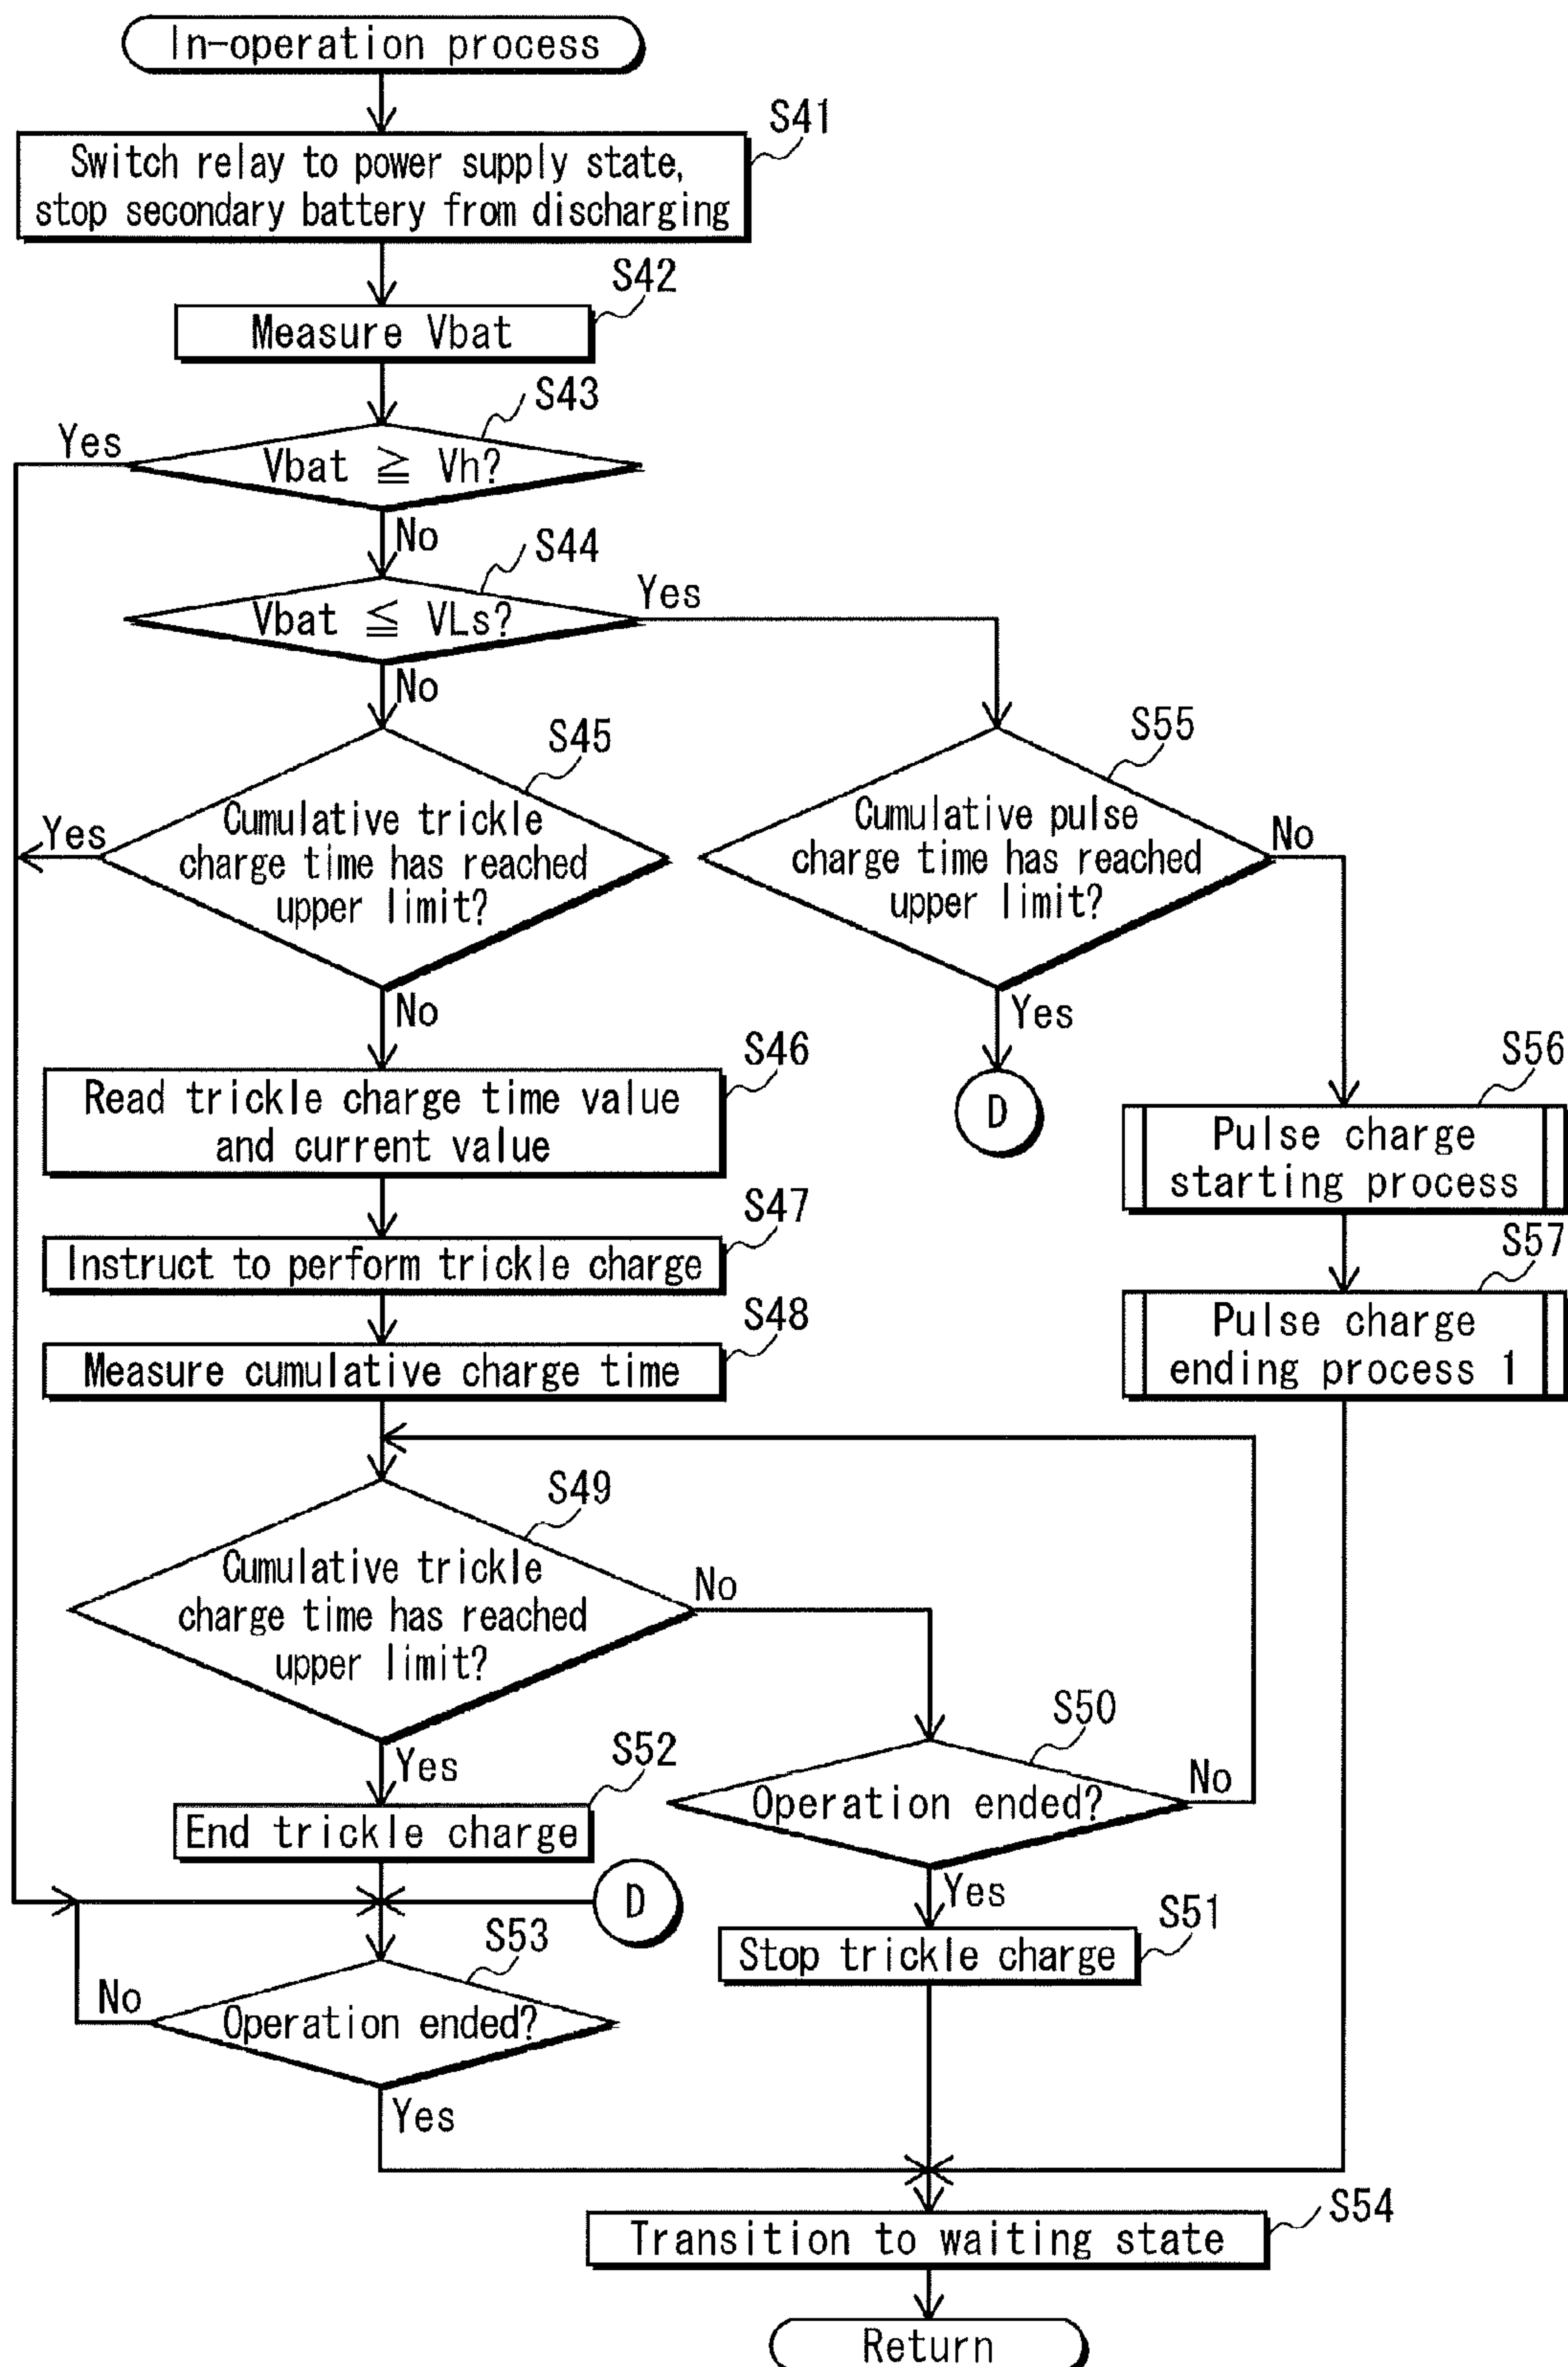 In-operation process
S41
Switch relay to power supply state,
stop secondary battery from discharging
S42
Measure Vbat
S43
Yes
Vbat ≧ Vh?
No
S44
Yes
Vbat ≦ VLs?
No
S45
Yes
Cumulative trickle
charge time has reached
upper limit?
No
S55
Cumulative pulse
charge time has reached
upper limit?
No
Yes
D
S46
Read trickle charge time value
and current value
S47
Instruct to perform trickle charge
S48
Measure cumulative charge time
S56
Pulse charge
starting process
S57
Pulse charge
ending process 1
S49
Cumulative trickle
charge time has reached
upper limit?
No
Yes
S50
Operation ended?
No
Yes
S52
End trickle charge
D
S51
Stop trickle charge
S53
No
Operation ended?
Yes
S54
Transition to waiting state
Return